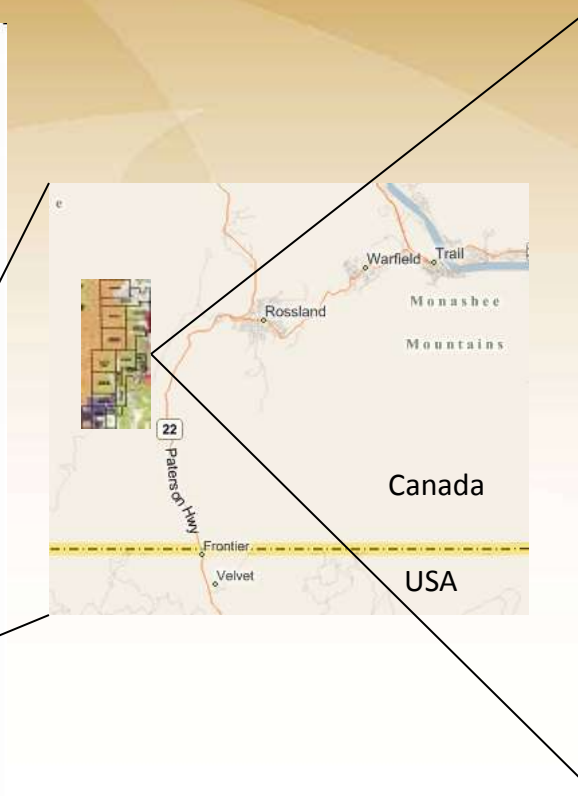 e
Warfield
Trail
Monashee
Mountains
Rossland
22
Paterson Hwy
Canada
Frontier
USA
Velvet